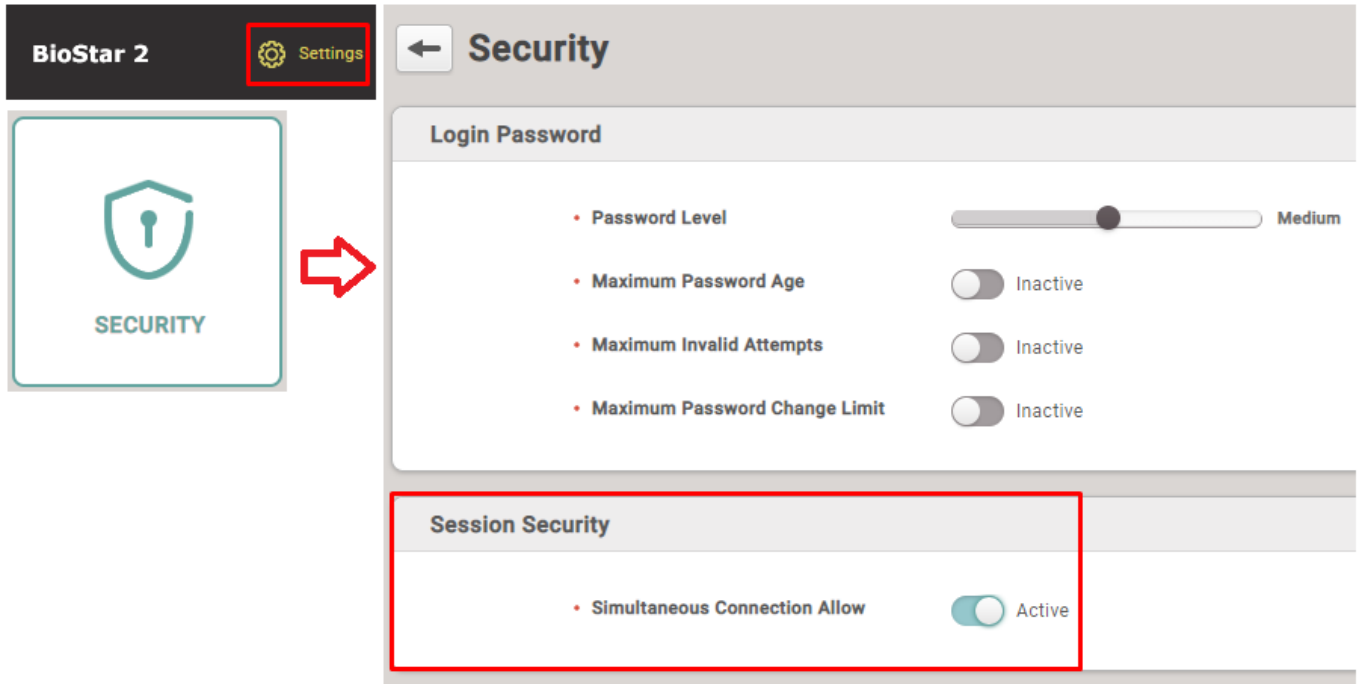 BioStar 2
Settings
SECURITY
Security
Login Password
Password Level Medium
Maximum Password Age Inactive
Maximum Invalid Attempts Inactive
Maximum Password Change Limit Inactive
Session Security
Simultaneous Connection Allow Active